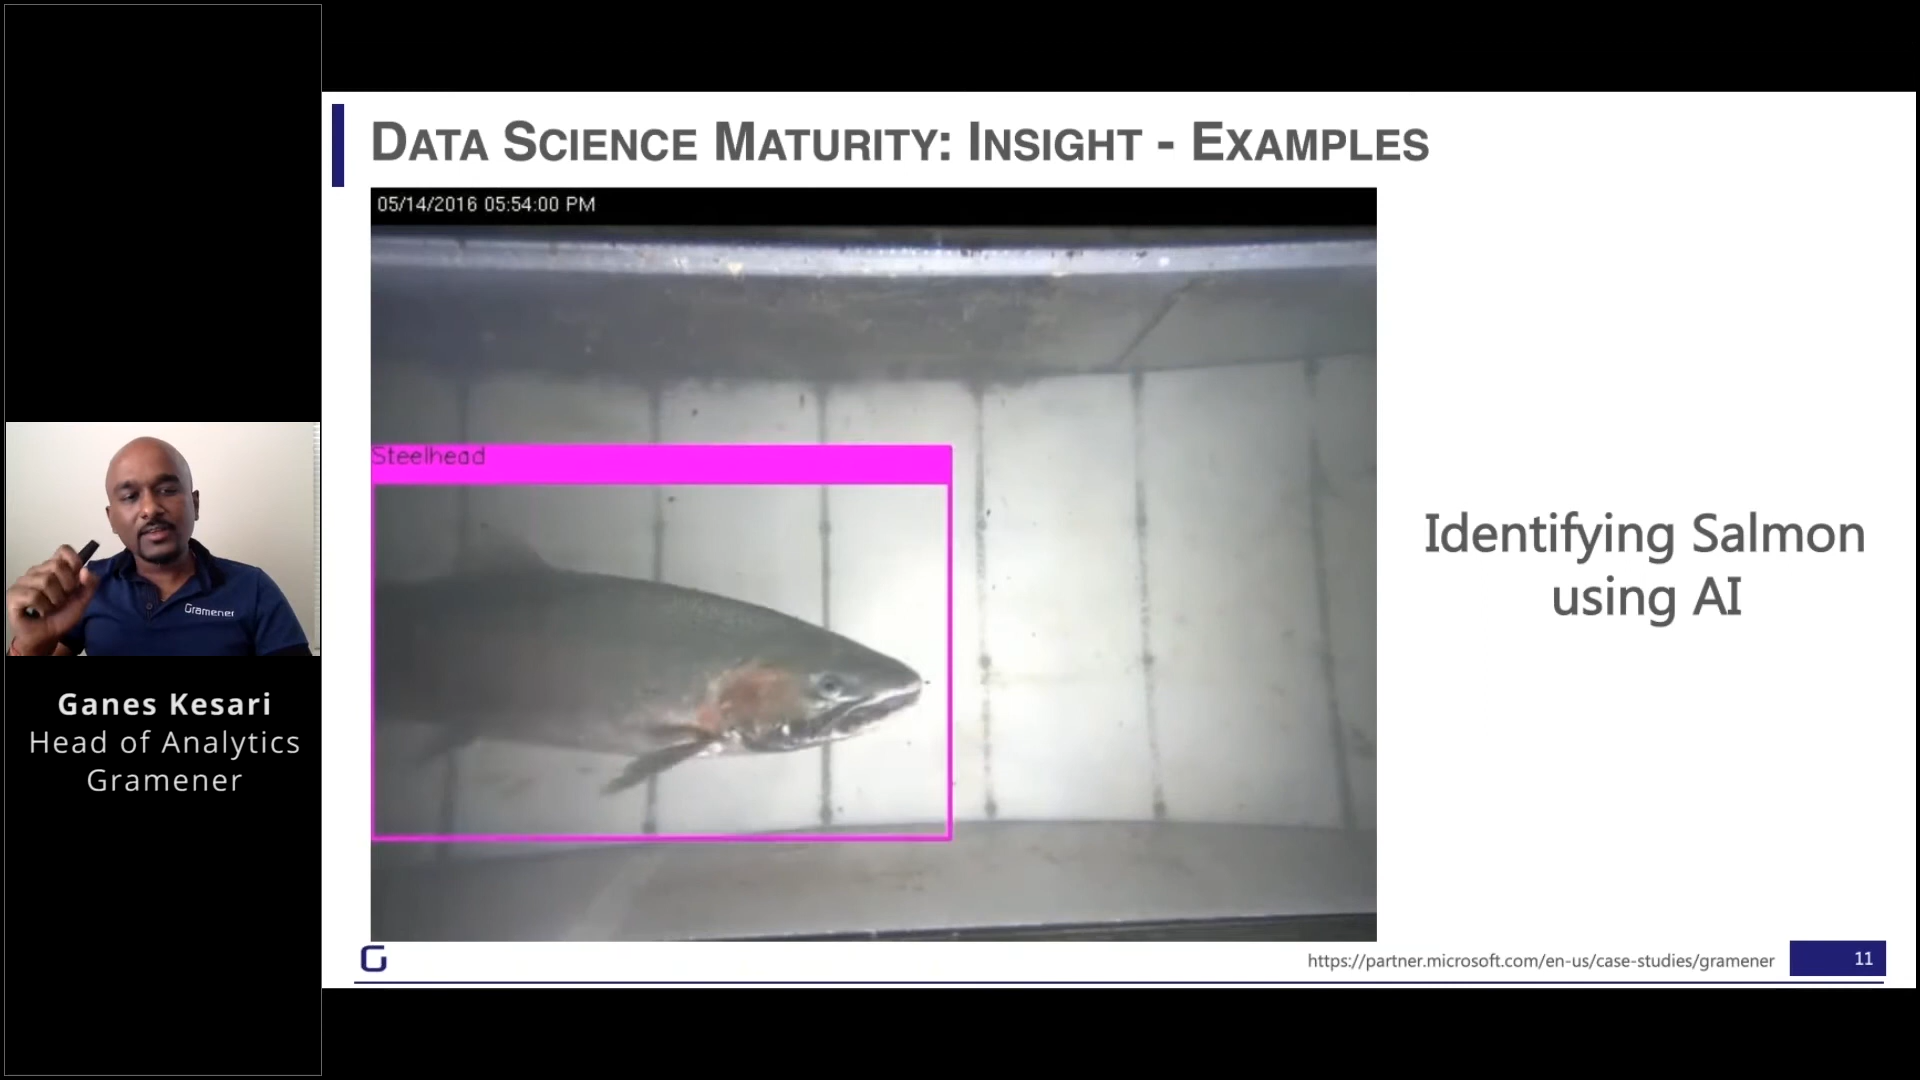 DATA SCIENCE MATURITY: INSIGHT - EXAMPLES
05/14/2016 05:54:00 PM
Steelhead
Identifying Salmon
using AI
Gramener
Ganes Kesari
Head of Analytics
Gramener
https://partner.microsoft.com/en-us/case-studies/gramener
11